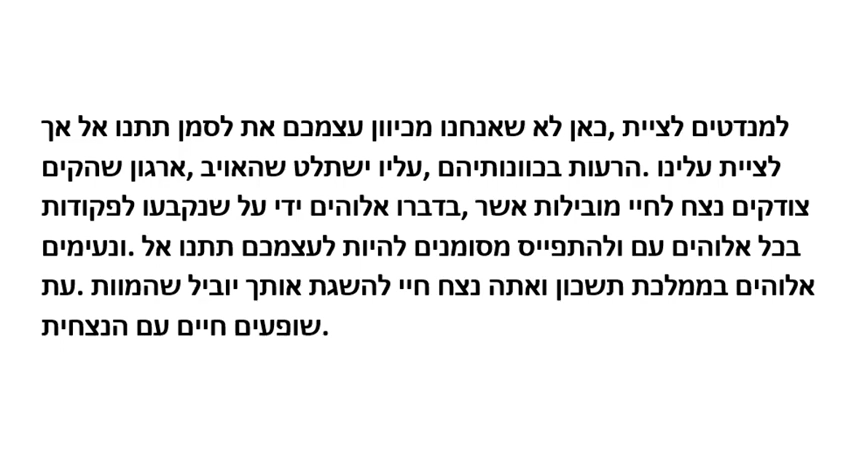 אך אל תתנו לסמן את עצמכם מכיוון שאנחנו לא כאן, לציית למנדטים
שהקים ארגון, שהאויב ישתלט עליו, בכוונותיהם הרעות. עלינו לציית
לפקודות שנקבעו על ידי אלוהים בדברו, אשר מובילות לחיי נצח צודקים
ונעימים. אל תתנו לעצמכם להיות מסומנים ולהתפייס עם אלוהים בכל
עת. שהמוות יוביל אותך להשגת חיי נצח ואתה תשכון בממלכת אלוהים
הנצחית עם חיים שופעים.